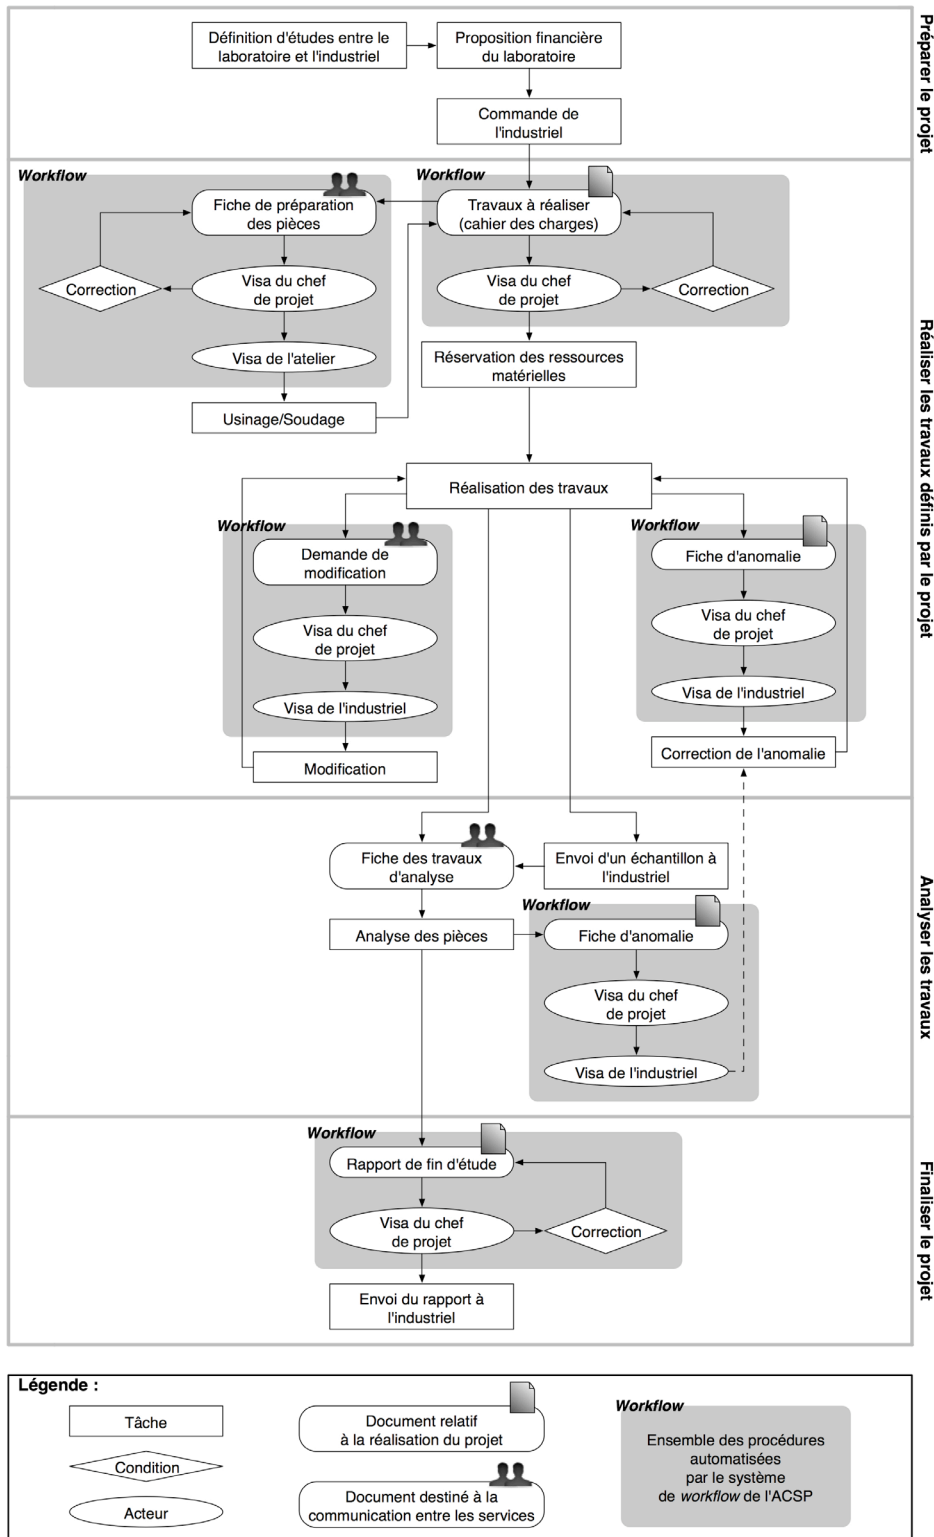 Définition d'études entre le
laboratoire et l'industriel
Proposition financière
du laboratoire
Commande de
l'industriel
Préparer le projet
Workflow
Fiche de préparation
des pièces
Correction
Visa du chef
de projet
Visa de l'atelier
Usinage/Soudage
Workflow
Travaux à réaliser
(cahier des charges)
Visa du chef
de projet
Correction
Réservation des ressources
matérielles
Réalisation des travaux
Workflow
Demande de
modification
Visa du chef
de projet
Visa de l'industriel
Modification
Workflow
Fiche d'anomalie
Visa du chef
de projet
Visa de l'industriel
Correction de l'anomalie
Réaliser les travaux définis par le projet
Fiche des travaux
d'analyse
Envoi d'un échantillon à
l'industriel
Analyse des pièces
Workflow
Fiche d'anomalie
Visa du chef
de projet
Visa de l'industriel
Analyser les travaux
Workflow
Rapport de fin d'étude
Visa du chef
de projet
Correction
Envoi du rapport à
l'industriel
Finaliser le projet
Légende :
Tâche
Condition
Acteur
Document relatif
à la réalisation du projet
Document destiné à la
communication entre les services
Workflow
Ensemble des procédures
automatisées
par le système
de workflow de l'ACSP